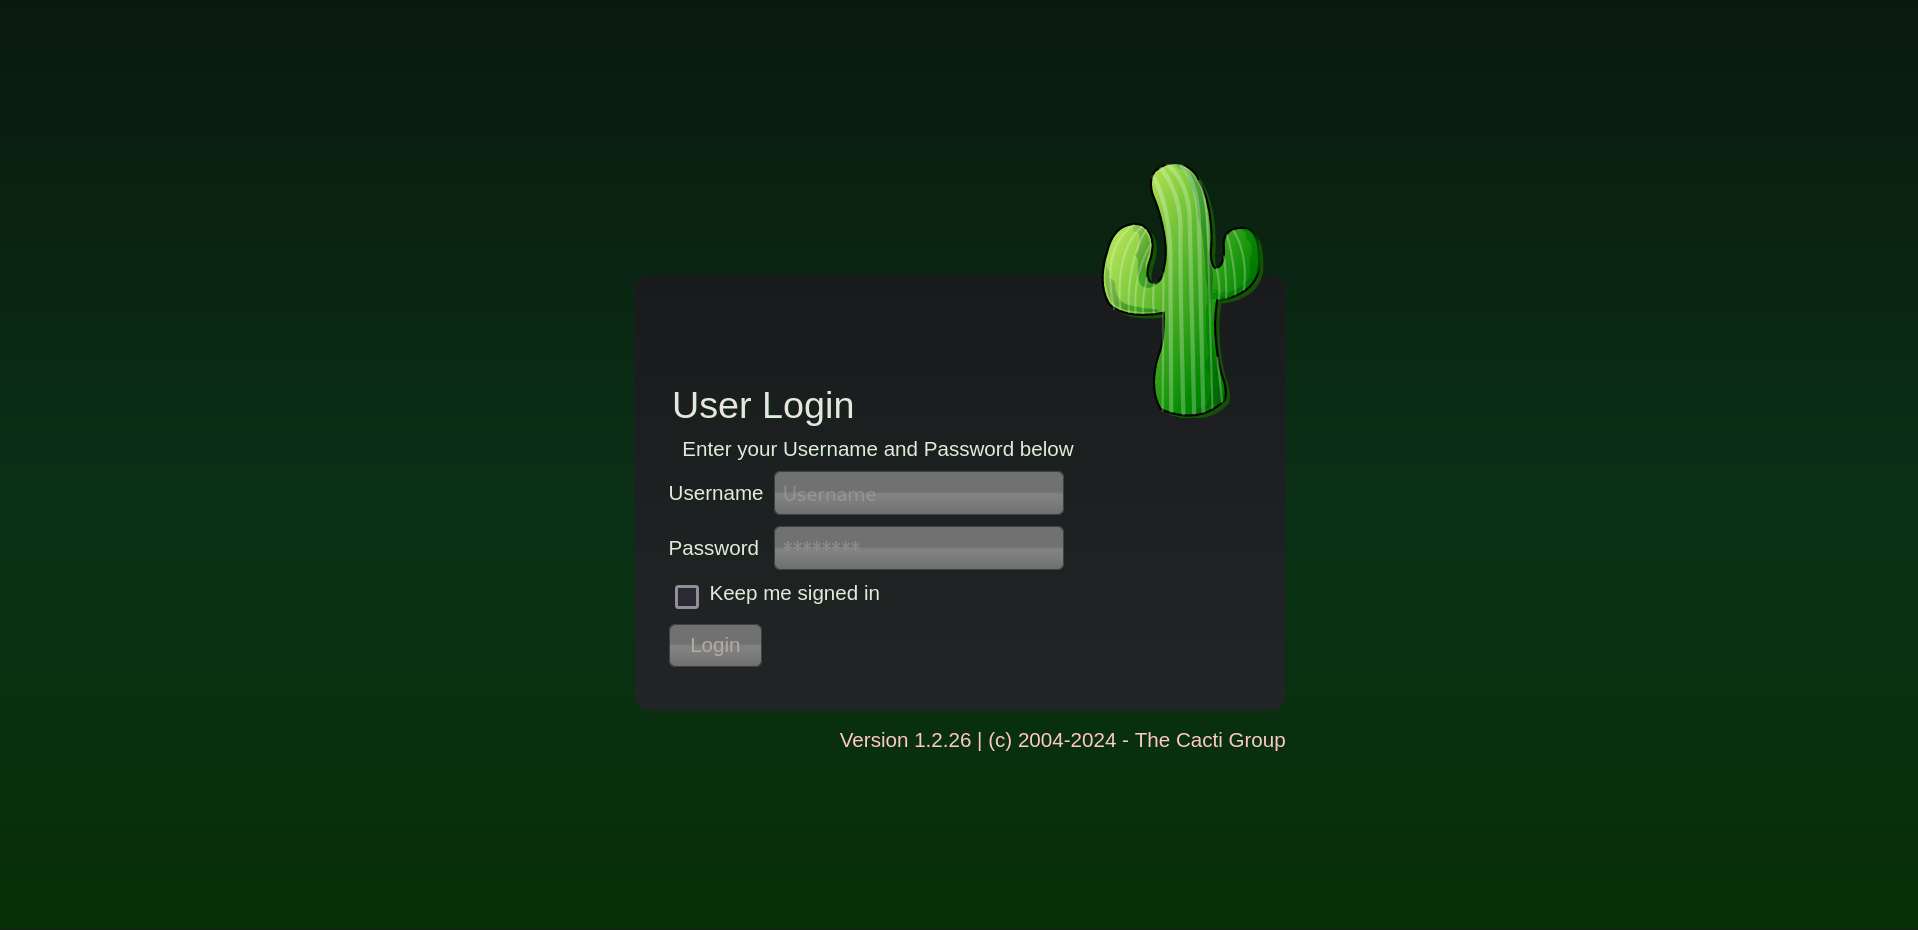 User Login
Enter your Username and Password below
Username Username
Password ********
Keep me signed in
Login
Version 1.2.26 | (c) 2004-2024 - The Cacti Group